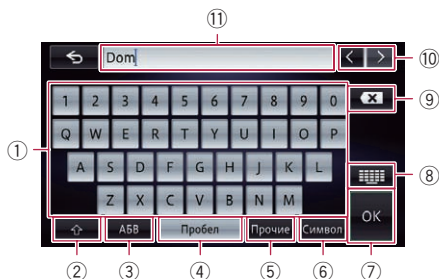 ⑪
Dom < > ⑩
1 2 3 4 5 6 7 8 9 0 ⑨
① Q W E R T Y U I O P
A S D F G H J K L ⑧
Z X C V B N M
АБВ Пробел Прочие Символ ОК
② ③ ④ ⑤ ⑥ ⑦